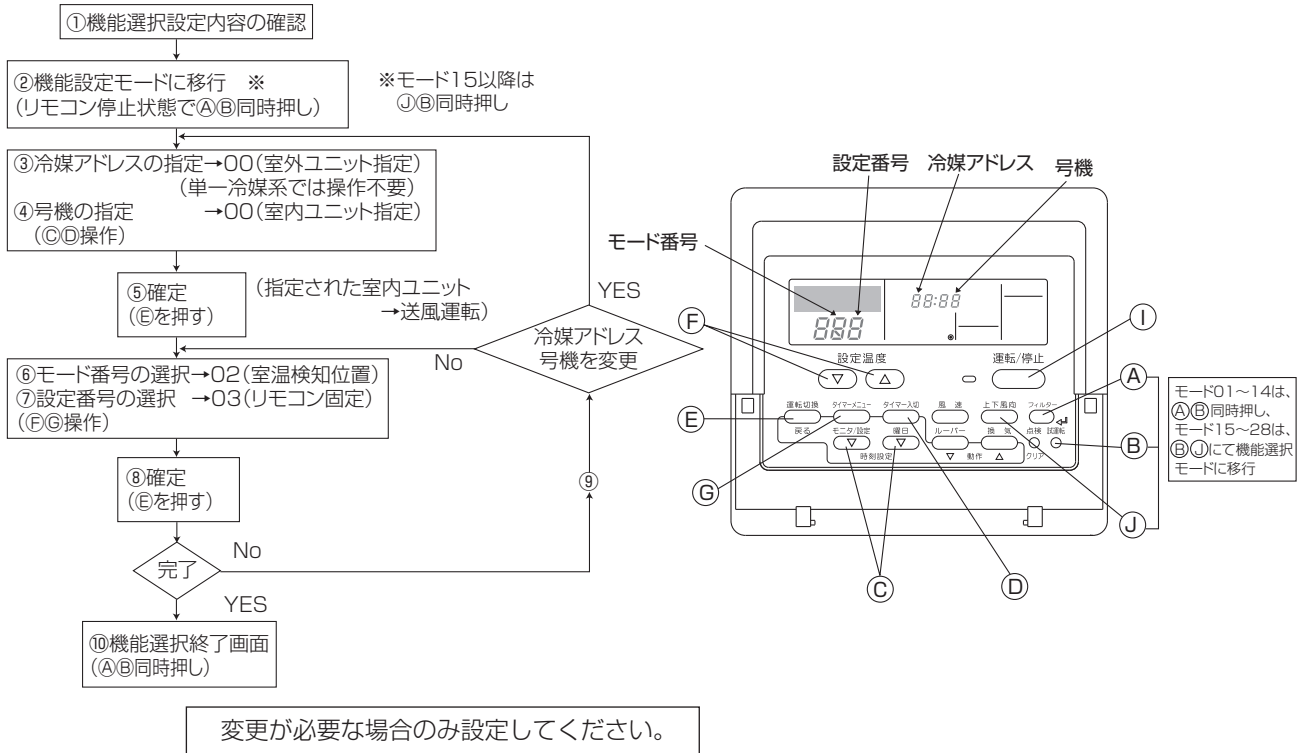 ①機能選択設定内容の確認
②機能設定モードに移行　※
(リモコン停止状態でⒶⒷ同時押し)
※モード15以降は
ⒿⒷ同時押し
③冷媒アドレスの指定→00(室外ユニット指定)
(単一冷媒系では操作不要)
④号機の指定　→00(室内ユニット指定)
(ⒸⒹ操作)
⑤確定
(Ⓔを押す)
(指定された室内ユニット
→送風運転)
YES
冷媒アドレス
号機を変更
No
⑥モード番号の選択→02(室温検知位置)
⑦設定番号の選択　→03(リモコン固定)
(ⒻⒼ操作)
⑧確定
(Ⓔを押す)
⑨
完了
No
YES
⑩機能選択終了画面
(ⒶⒷ同時押し)
変更が必要な場合のみ設定してください。
設定番号　冷媒アドレス　号機
モード番号
88:88
888
Ⓕ
設定温度　運転/停止
▽　△
Ⓘ
Ⓐ
運転切換　タイマーメニュー　タイマー入切　風 速　上下風向　フィルター
Ⓔ
戻る　モニタ/設定　曜日　ルーバー　換 気　点検　試運転
▽　▽
時刻設定　▽　動作　△　クリア
Ⓑ
Ⓖ
Ⓙ
Ⓒ
Ⓓ
モード01～14は、
ⒶⒷ同時押し、
モード15～28は、
ⒷⒿにて機能選択
モードに移行